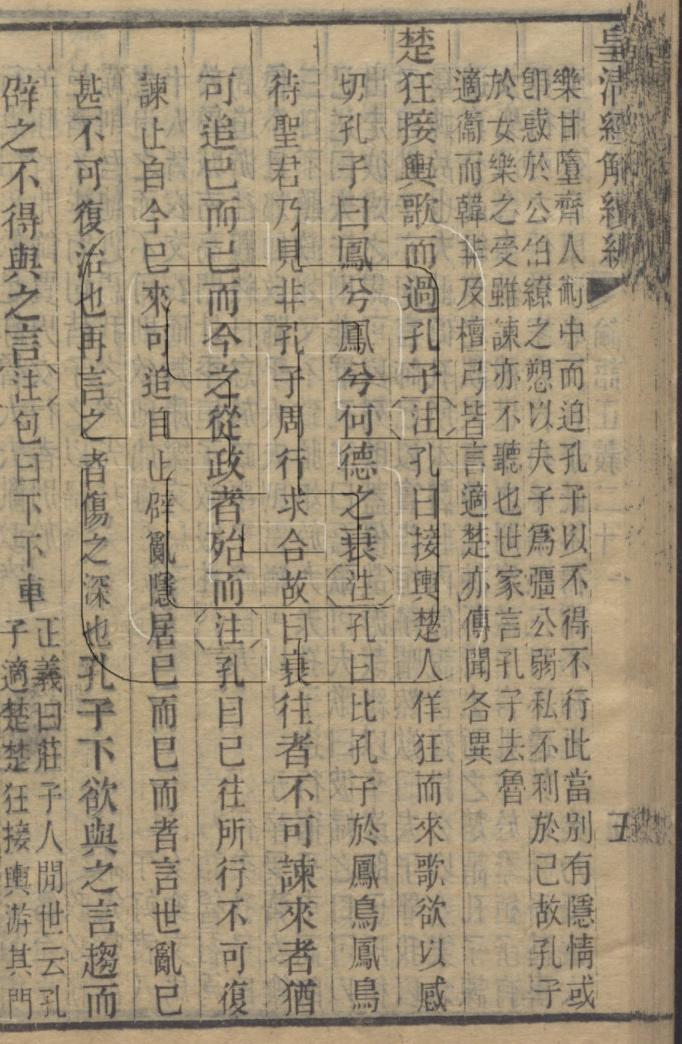 皇清經解續編
樂甘墮齊人術中而迫孔子以不得不行此當別有隱情或
卽惑於公伯繚之愬以夫子爲彊公弱私不利於己故孔子
於女樂之受雖諫亦不聽也世家言孔子去魯
適衞而韓非及檀弓皆言適楚亦傳聞各異
楚狂接輿歌而過孔子注孔曰接輿楚人佯狂而來歌欲以感
切孔子曰鳳兮鳳兮何德之衰注孔曰比孔子於鳳鳥鳳鳥
待聖君乃見非孔子周行求合故曰衰往者不可諫來者猶
可追已而已而今之從政者殆而注孔曰已往所行不可復
諫止自今已來可追自止辟亂隱居已而已而者言世亂已
甚不可復治也再言之者傷之深也孔子下欲與之言趨而
辟之不得與之言注包曰下下車
正義曰莊子人閒世云孔
子適楚楚狂接輿游其門
五